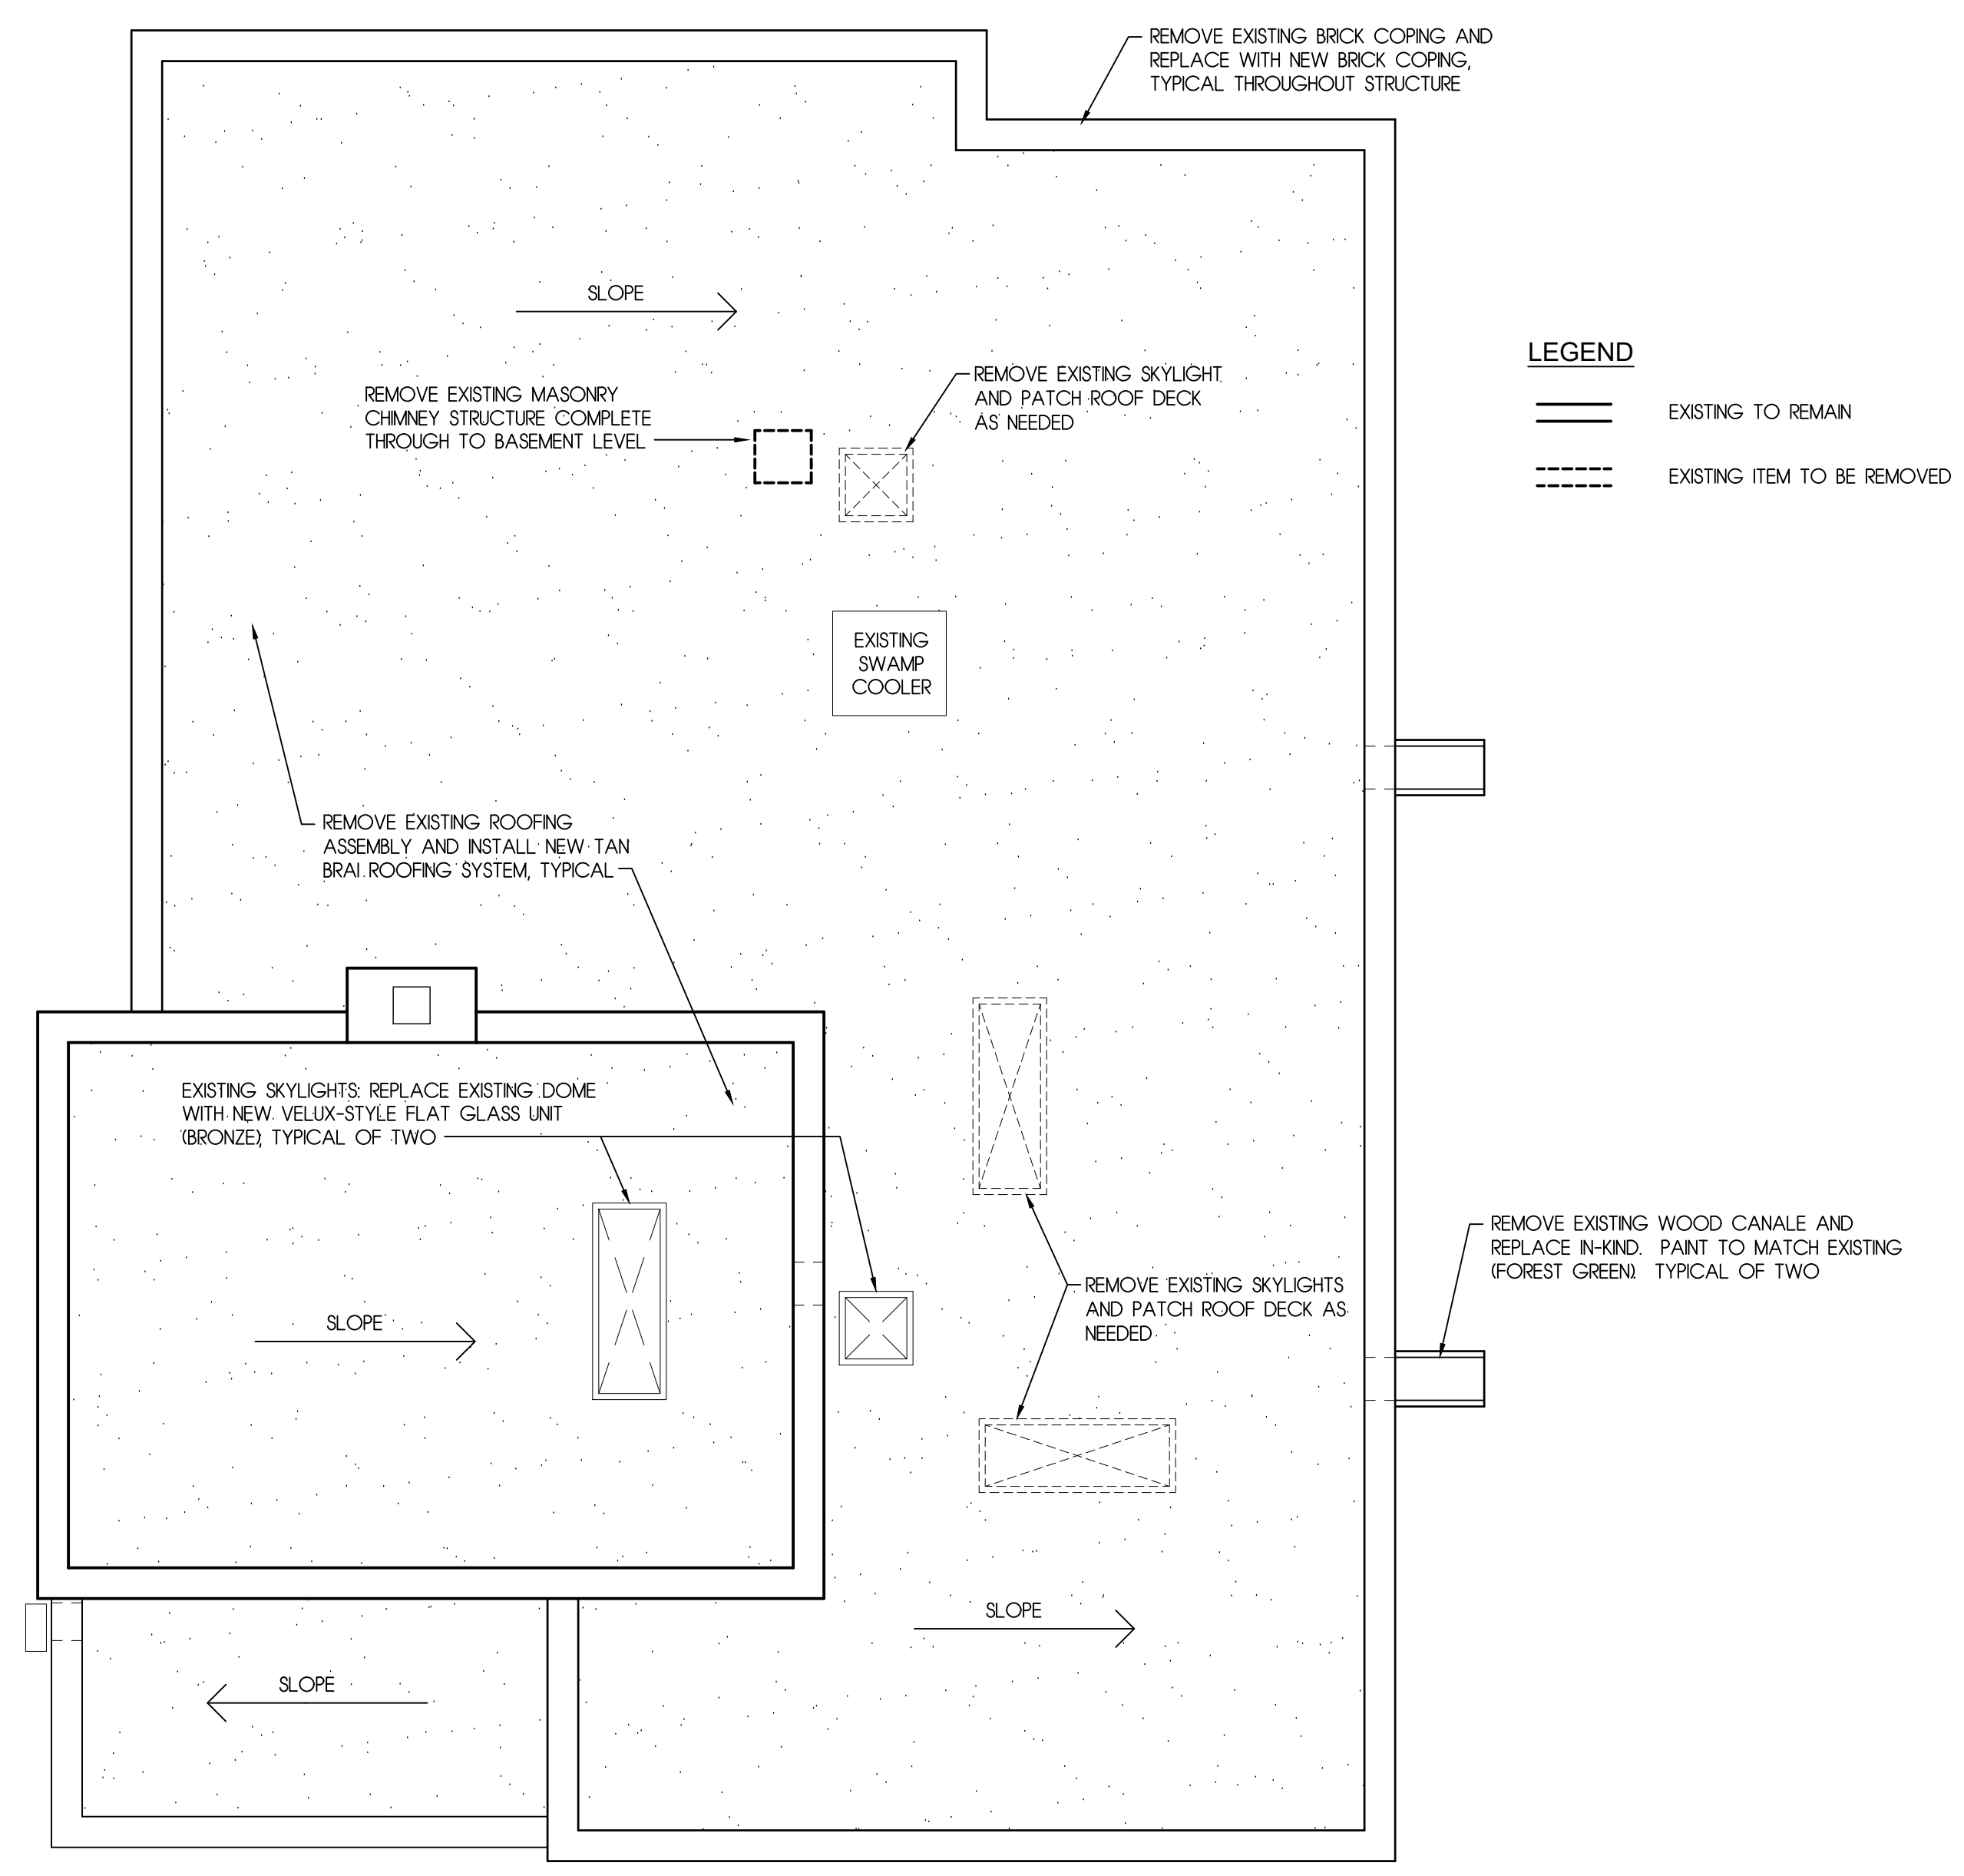 REMOVE EXISTING BRICK COPING AND
REPLACE WITH NEW BRICK COPING,
TYPICAL THROUGHOUT STRUCTURE
SLOPE
LEGEND
EXISTING TO REMAIN
EXISTING ITEM TO BE REMOVED
REMOVE EXISTING MASONRY
CHIMNEY STRUCTURE COMPLETE
THROUGH TO BASEMENT LEVEL
REMOVE EXISTING SKYLIGHT
AND PATCH ROOF DECK
AS NEEDED
EXISTING
SWAMP
COOLER
REMOVE EXISTING ROOFING
ASSEMBLY AND INSTALL NEW TAN
BRAI ROOFING SYSTEM, TYPICAL
EXISTING SKYLIGHTS: REPLACE EXISTING DOME
WITH NEW VELUX-STYLE FLAT GLASS UNIT
(BRONZE), TYPICAL OF TWO
REMOVE EXISTING WOOD CANALE AND
REPLACE IN-KIND. PAINT TO MATCH EXISTING
(FOREST GREEN). TYPICAL OF TWO
REMOVE EXISTING SKYLIGHTS
AND PATCH ROOF DECK AS
NEEDED
SLOPE
SLOPE
SLOPE